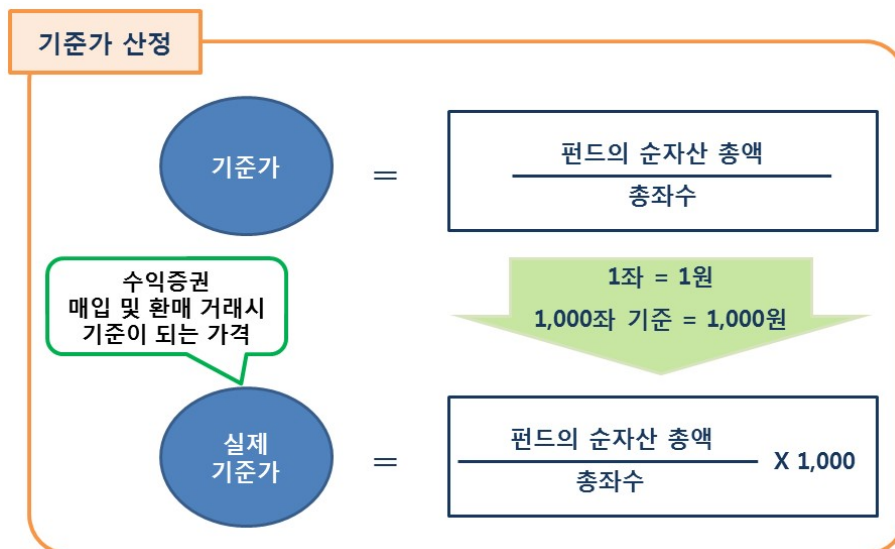 기준가 산정
기준가
=
펀드의 순자산 총액
총좌수
수익증권
매입 및 환매 거래시
기준이 되는 가격
1좌 = 1원
1,000좌 기준 = 1,000원
실제
기준가
=
펀드의 순자산 총액
총좌수
X 1,000